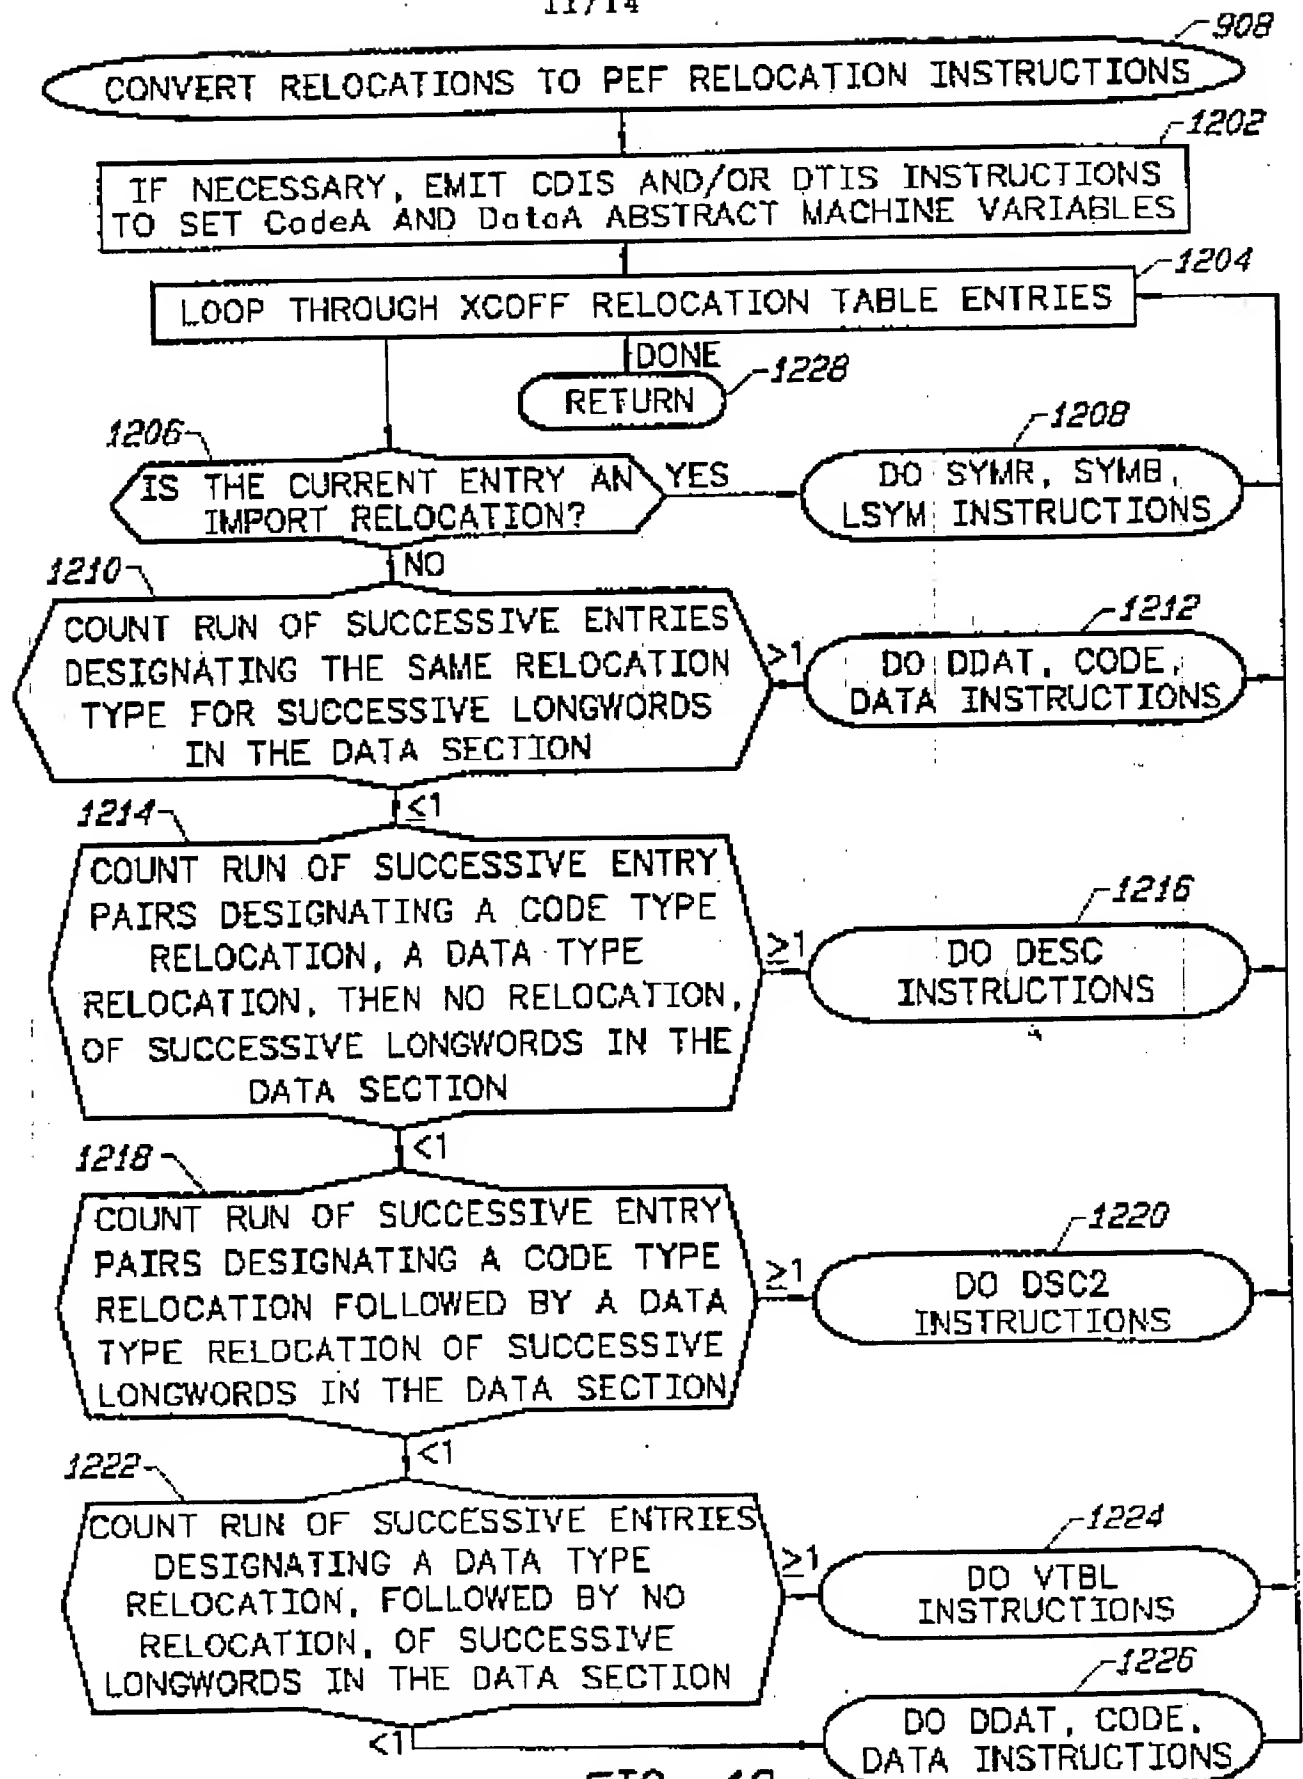 11/14
908
CONVERT RELOCATIONS TO PEF RELOCATION INSTRUCTIONS
1202
IF NECESSARY, EMIT CDIS AND/OR DTIS INSTRUCTIONS
TO SET CodeA AND DataA ABSTRACT MACHINE VARIABLES
1204
LOOP THROUGH XCOFF RELOCATION TABLE ENTRIES
DONE
1228
RETURN
1206
IS THE CURRENT ENTRY AN
IMPORT RELOCATION?
YES
1208
DO SYMR, SYMB,
LSYM INSTRUCTIONS
NO
1210
COUNT RUN OF SUCCESSIVE ENTRIES
DESIGNATING THE SAME RELOCATION
TYPE FOR SUCCESSIVE LONGWORDS
IN THE DATA SECTION
>1
1212
DO DDAT, CODE,
DATA INSTRUCTIONS
≤1
1214
COUNT RUN OF SUCCESSIVE ENTRY
PAIRS DESIGNATING A CODE TYPE
RELOCATION, A DATA TYPE
RELOCATION, THEN NO RELOCATION,
OF SUCCESSIVE LONGWORDS IN THE
DATA SECTION
≥1
1216
DO DESC
INSTRUCTIONS
<1
1218
COUNT RUN OF SUCCESSIVE ENTRY
PAIRS DESIGNATING A CODE TYPE
RELOCATION FOLLOWED BY A DATA
TYPE RELOCATION OF SUCCESSIVE
LONGWORDS IN THE DATA SECTION
≥1
1220
DO DSC2
INSTRUCTIONS
<1
1222
COUNT RUN OF SUCCESSIVE ENTRIES
DESIGNATING A DATA TYPE
RELOCATION, FOLLOWED BY NO
RELOCATION, OF SUCCESSIVE
LONGWORDS IN THE DATA SECTION
≥1
1224
DO VTBL
INSTRUCTIONS
<1
1226
DO DDAT, CODE,
DATA INSTRUCTIONS